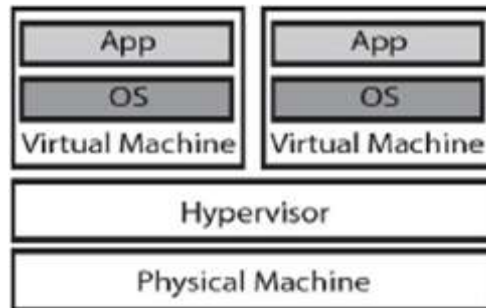 App App
OS OS
Virtual Machine Virtual Machine
Hypervisor
Physical Machine